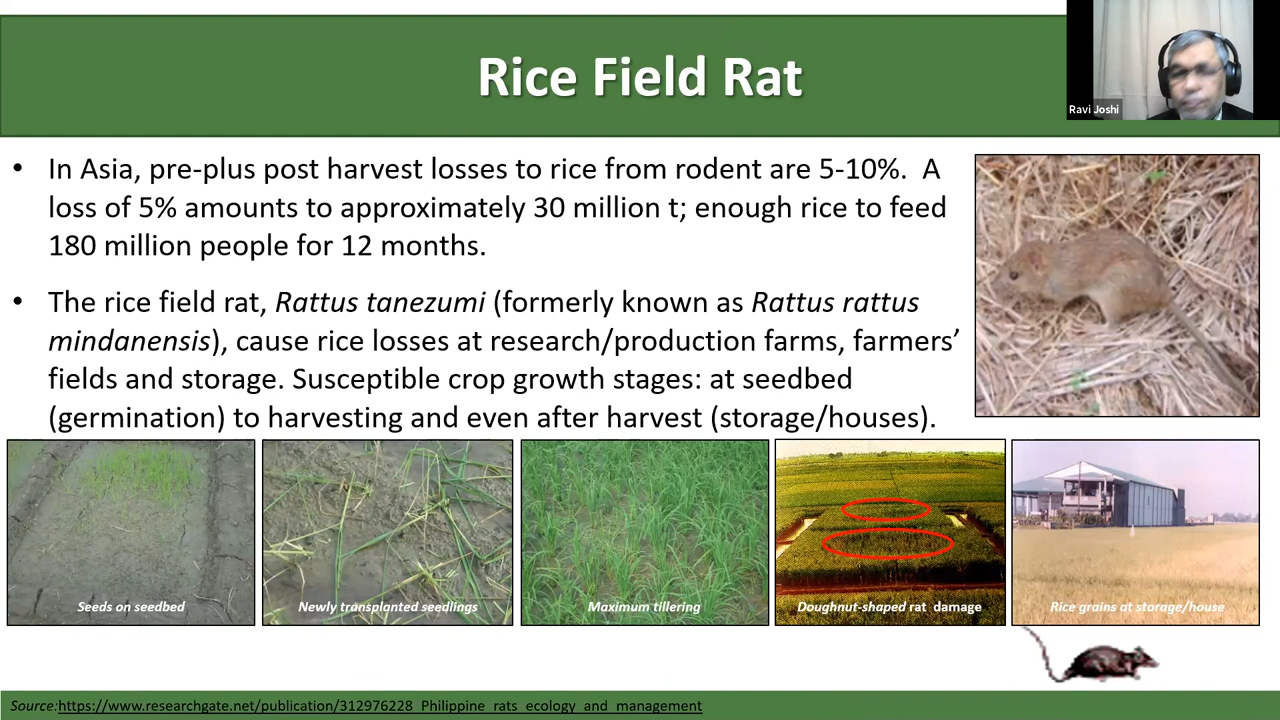 Rice Field Rat
Ravi Joshi
• In Asia, pre-plus post harvest losses to rice from rodent are 5-10%. A
loss of 5% amounts to approximately 30 million t; enough rice to feed
180 million people for 12 months.
• The rice field rat, Rattus tanezumi (formerly known as Rattus rattus
mindanensis), cause rice losses at research/production farms, farmers’
fields and storage. Susceptible crop growth stages: at seedbed
(germination) to harvesting and even after harvest (storage/houses).
Seeds on seedbed
Newly transplanted seedlings
Maximum tillering
Doughnut-shaped rat damage
Rice grains at storage/house
Source:https://www.researchgate.net/publication/312976228_Philippine_rats_ecology_and_management